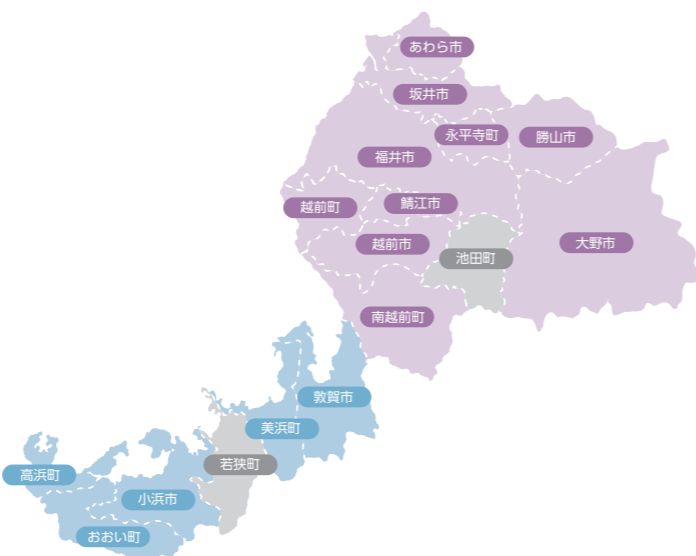 あわら市
坂井市
永平寺町
勝山市
福井市
越前町
鯖江市
越前市
大野市
池田町
南越前町
敦賀市
美浜町
若狭町
高浜町
小浜市
おおい町